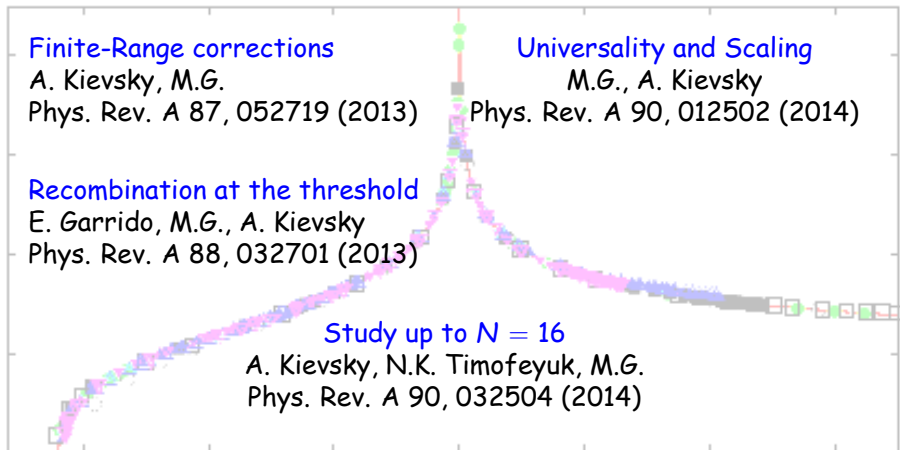 Finite-Range corrections
A. Kievsky, M.G.
Phys. Rev. A 87, 052719 (2013)
Universality and Scaling
M.G., A. Kievsky
Phys. Rev. A 90, 012502 (2014)
Recombination at the threshold
E. Garrido, M.G., A. Kievsky
Phys. Rev. A 88, 032701 (2013)
Study up to N = 16
A. Kievsky, N.K. Timofeyuk, M.G.
Phys. Rev. A 90, 032504 (2014)